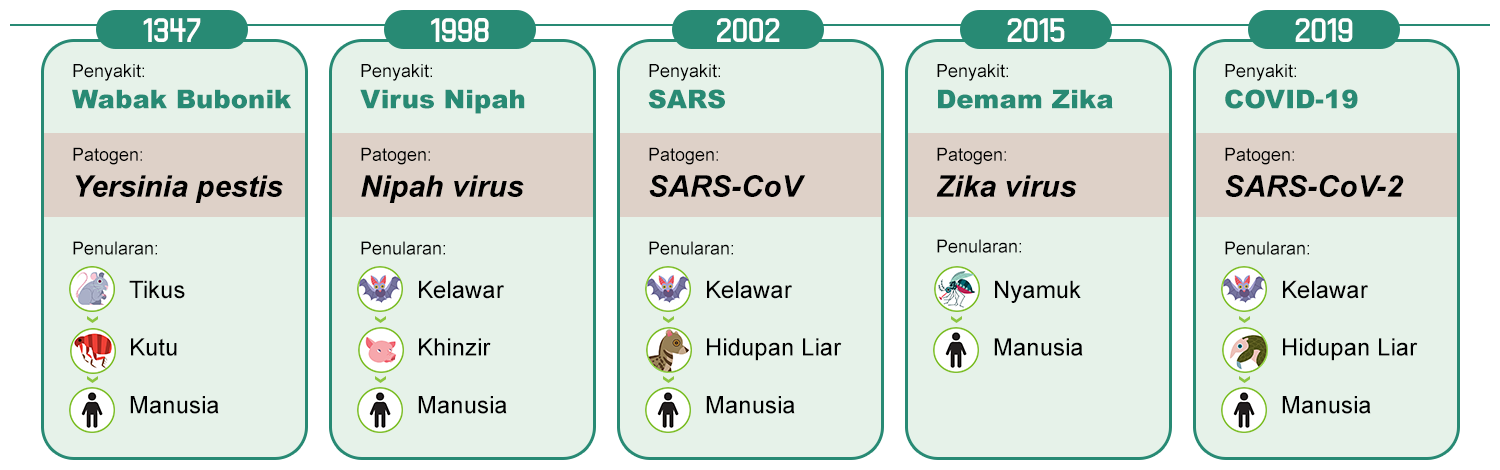 1347
Penyakit:
Wabak Bubonik
Patogen:
Yersinia pestis
Penularan:
Tikus
Kutu
Manusia
1998
Penyakit:
Virus Nipah
Patogen:
Nipah virus
Penularan:
Kelawar
Khinzir
Manusia
2002
Penyakit:
SARS
Patogen:
SARS-CoV
Penularan:
Kelawar
Hidupan Liar
Manusia
2015
Penyakit:
Demam Zika
Patogen:
Zika virus
Penularan:
Nyamuk
Manusia
2019
Penyakit:
COVID-19
Patogen:
SARS-CoV-2
Penularan:
Kelawar
Hidupan Liar
Manusia